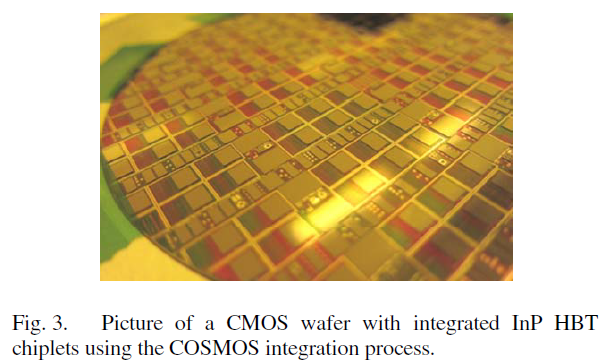 Fig. 3. Picture of a CMOS wafer with integrated InP HBT
chiplets using the COSMOS integration process.